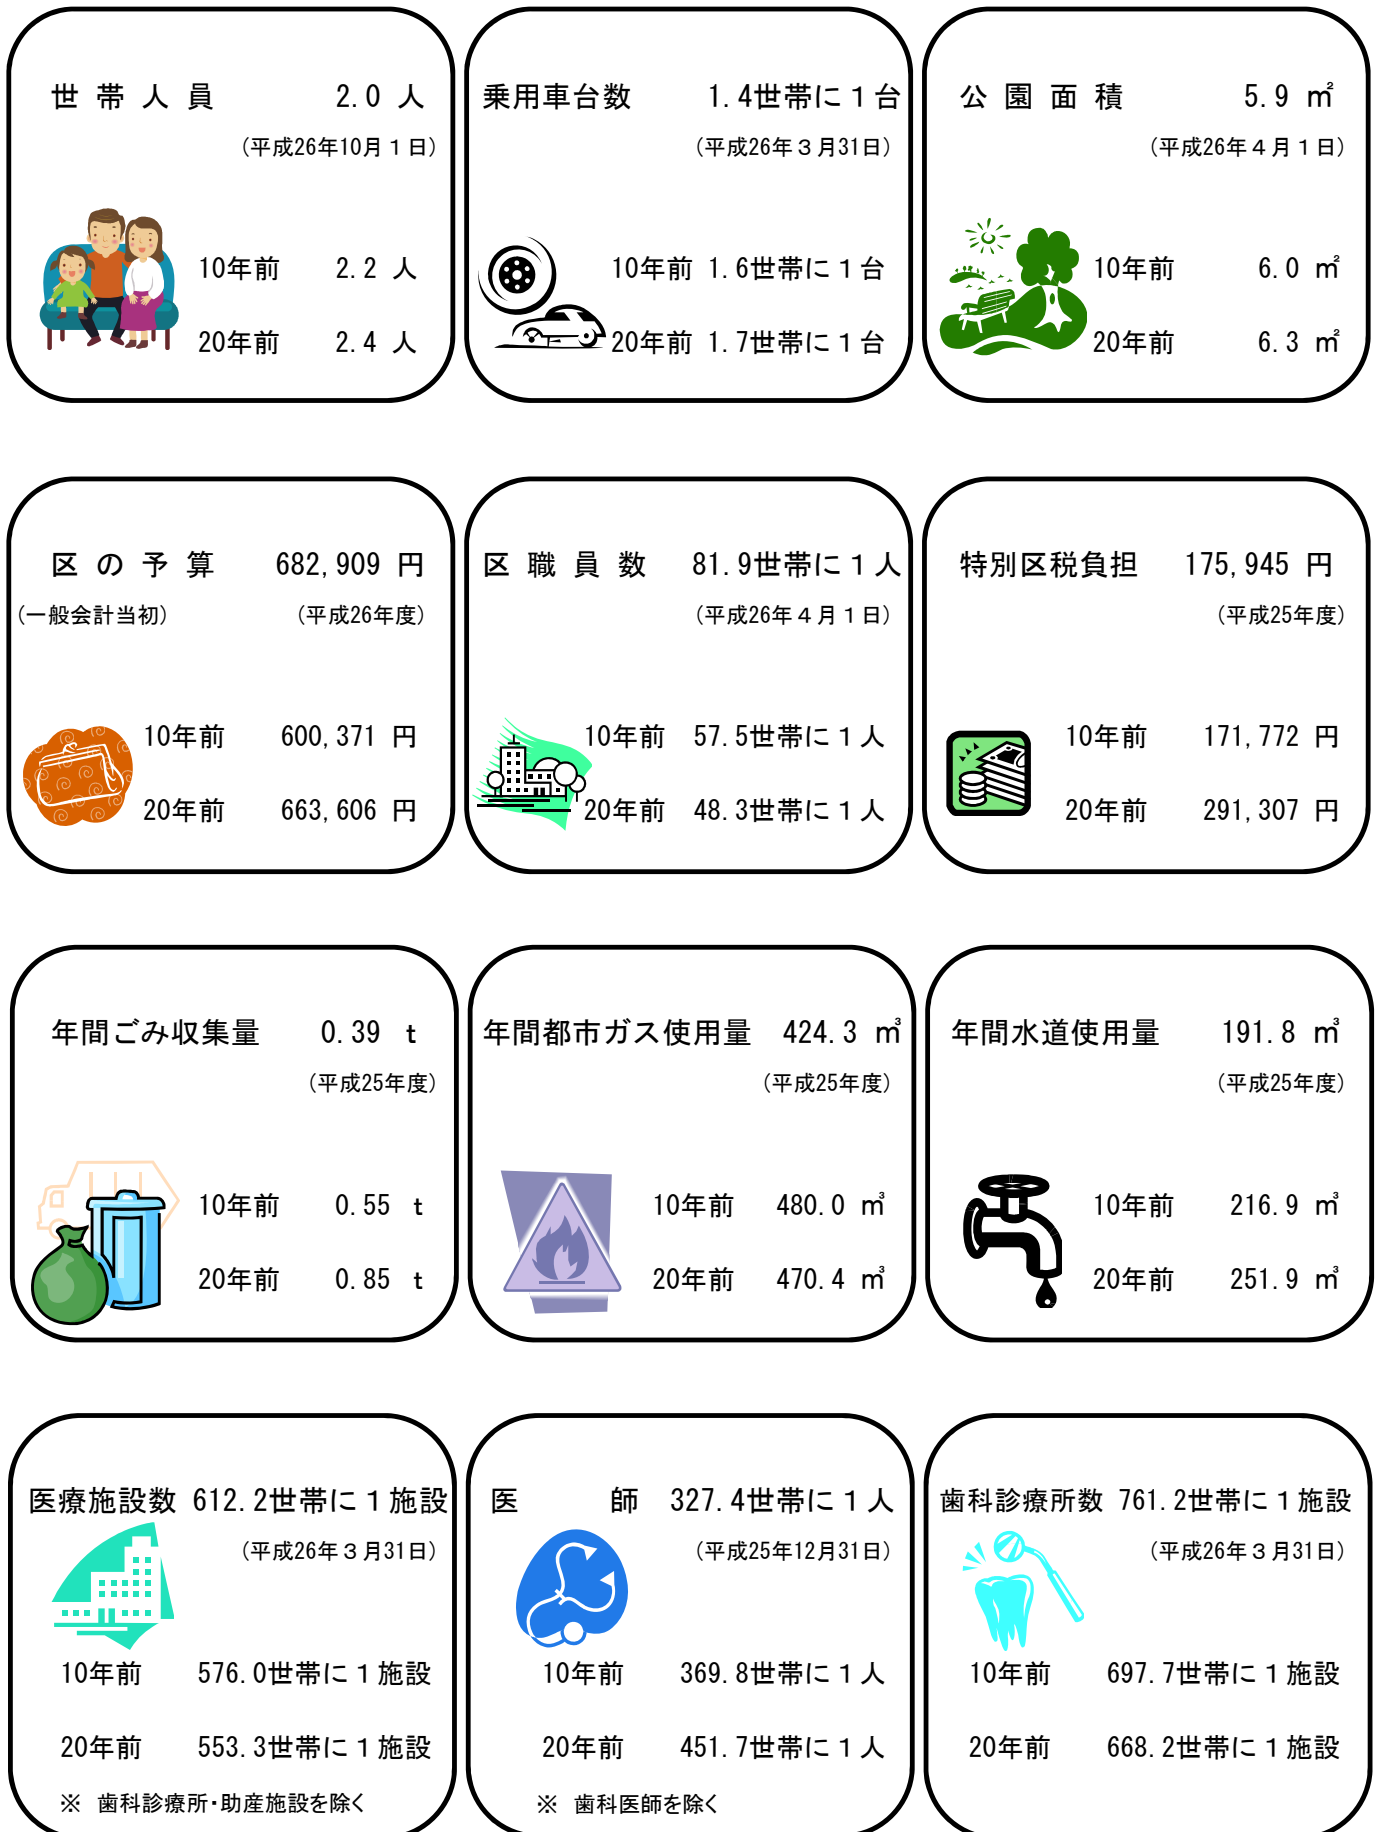 世 帯 人 員 2.0 人
(平成26年10月１日)
10年前 2.2 人
20年前 2.4 人
乗用車台数 1.4世帯に１台
(平成26年３月31日)
10年前 1.6世帯に１台
20年前 1.7世帯に１台
公 園 面 積 5.9 ㎡
(平成26年４月１日)
10年前 6.0 ㎡
20年前 6.3 ㎡
区 の 予 算 682,909 円
(一般会計当初) (平成26年度)
10年前 600,371 円
20年前 663,606 円
区 職 員 数 81.9世帯に１人
(平成26年４月１日)
10年前 57.5世帯に１人
20年前 48.3世帯に１人
特別区税負担 175,945 円
(平成25年度)
10年前 171,772 円
20年前 291,307 円
年間ごみ収集量 0.39 ｔ
(平成25年度)
10年前 0.55 ｔ
20年前 0.85 ｔ
年間都市ガス使用量 424.3 ㎥
(平成25年度)
10年前 480.0 ㎥
20年前 470.4 ㎥
年間水道使用量 191.8 ㎥
(平成25年度)
10年前 216.9 ㎥
20年前 251.9 ㎥
医療施設数 612.2世帯に１施設
(平成26年３月31日)
10年前 576.0世帯に１施設
20年前 553.3世帯に１施設
※ 歯科診療所・助産施設を除く
医 師 327.4世帯に１人
(平成25年12月31日)
10年前 369.8世帯に１人
20年前 451.7世帯に１人
※ 歯科医師を除く
歯科診療所数 761.2世帯に１施設
(平成26年３月31日)
10年前 697.7世帯に１施設
20年前 668.2世帯に１施設